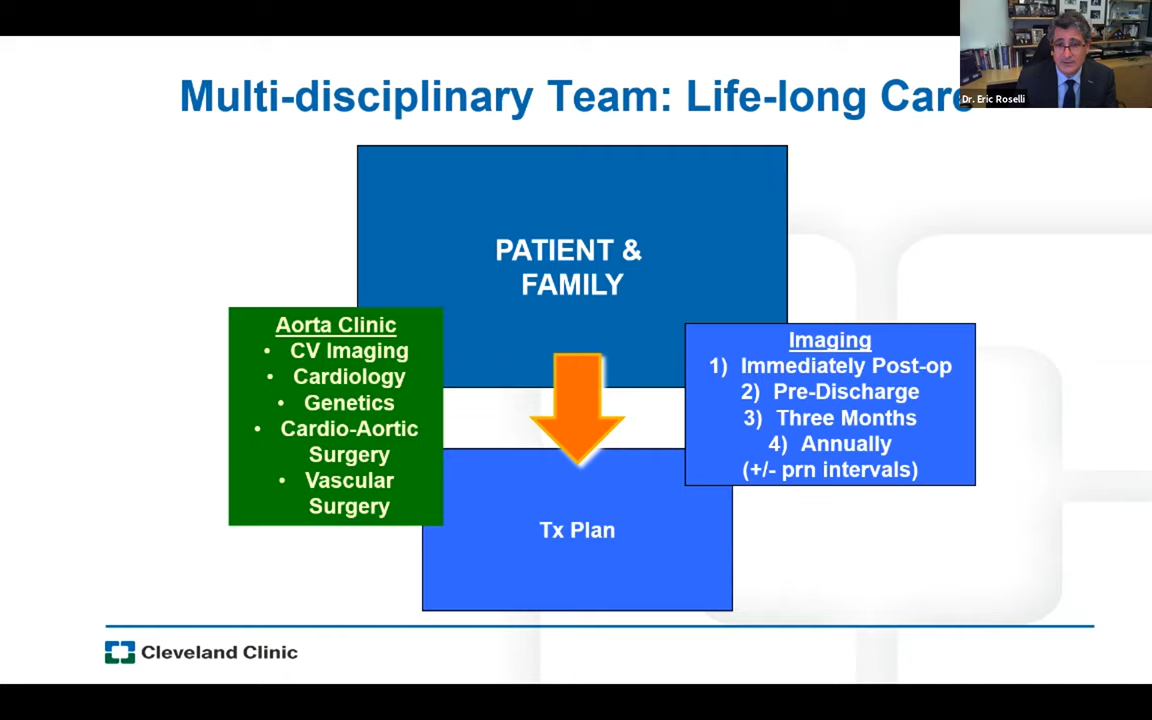 Multi-disciplinary Team: Life-long Care
Dr. Eric Roselli
PATIENT &
FAMILY
Aorta Clinic
• CV Imaging
• Cardiology
• Genetics
• Cardio-Aortic
Surgery
• Vascular
Surgery
Imaging
1) Immediately Post-op
2) Pre-Discharge
3) Three Months
4) Annually
(+/- prn intervals)
Tx Plan
Cleveland Clinic